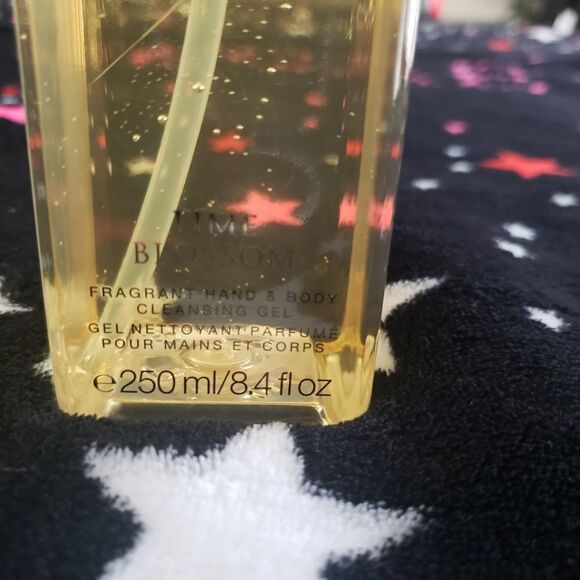 LIME
BLOSSOM
FRAGRANT HAND & BODY
CLEANSING GEL
GEL NETTOYANT PARFUMÉ
POUR MAINS ET CORPS
℮250 ml/8.4 fl oz